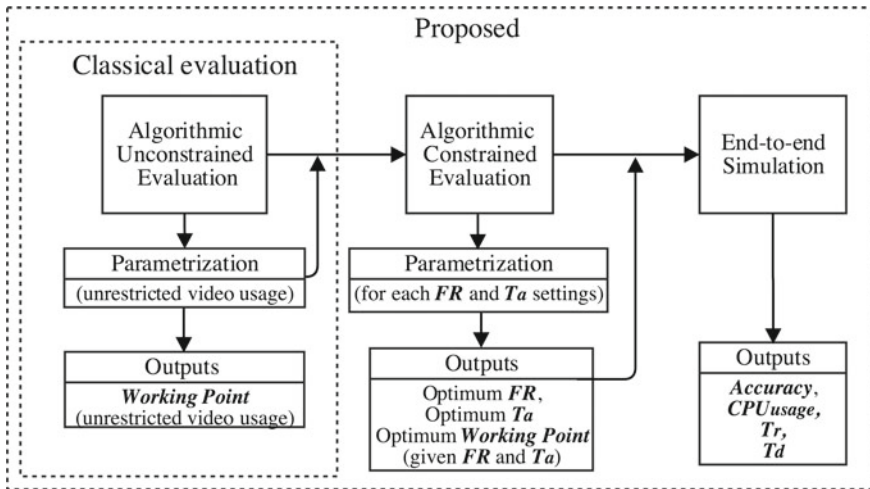 Proposed
Classical evaluation
Algorithmic
Unconstrained
Evaluation
Algorithmic
Constrained
Evaluation
End-to-end
Simulation
Parametrization
(unrestricted video usage)
Parametrization
(for each FR and Ta settings)
Outputs
Working Point
(unrestricted video usage)
Outputs
Optimum FR,
Optimum Ta
Optimum Working Point
(given FR and Ta)
Outputs
Accuracy,
CPUusage,
Tr,
Td